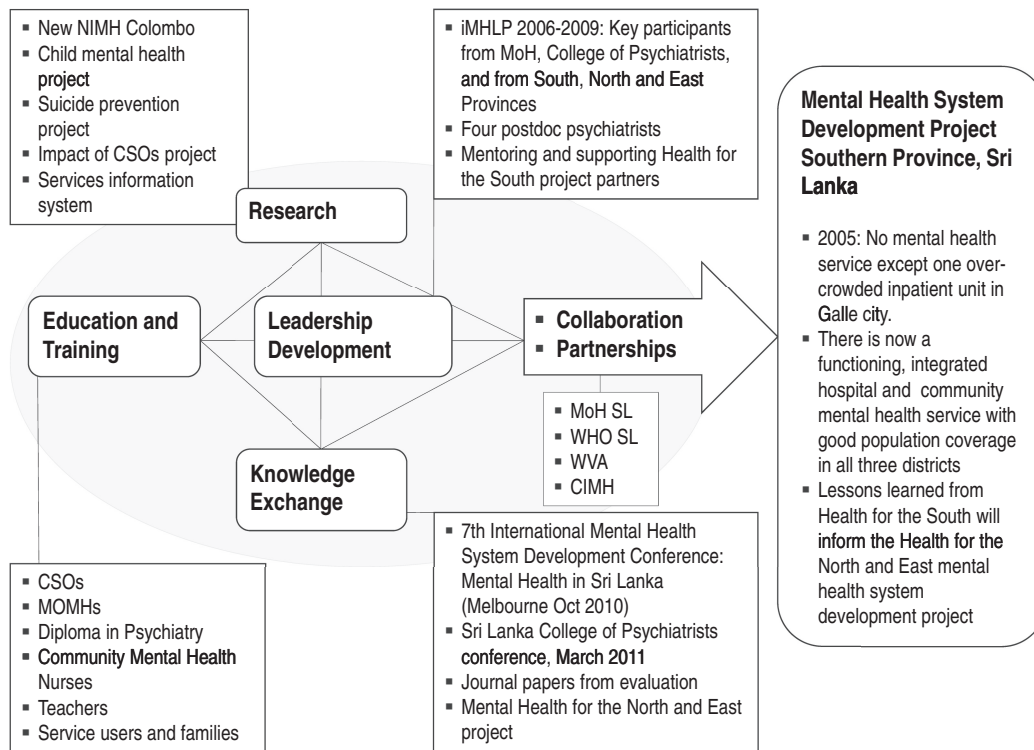 ▪ New NIMH Colombo
▪ Child mental health
project
▪ Suicide prevention
project
▪ Impact of CSOs project
▪ Services information
system
▪ iMHLP 2006-2009: Key participants
from MoH, College of Psychiatrists,
and from South, North and East
Provinces
▪ Four postdoc psychiatrists
▪ Mentoring and supporting Health for
the South project partners
Research
Education and
Training
Leadership
Development
▪ Collaboration
▪ Partnerships
▪ MoH SL
▪ WHO SL
▪ WVA
▪ CIMH
Knowledge
Exchange
▪ CSOs
▪ MOMHs
▪ Diploma in Psychiatry
▪ Community Mental Health
Nurses
▪ Teachers
▪ Service users and families
▪ 7th International Mental Health
System Development Conference:
Mental Health in Sri Lanka
(Melbourne Oct 2010)
▪ Sri Lanka College of Psychiatrists
conference, March 2011
▪ Journal papers from evaluation
▪ Mental Health for the North and East
project
Mental Health System
Development Project
Southern Province, Sri
Lanka
▪ 2005: No mental health
service except one over-
crowded inpatient unit in
Galle city.
▪ There is now a
functioning, integrated
hospital and community
mental health service with
good population coverage
in all three districts
▪ Lessons learned from
Health for the South will
inform the Health for the
North and East mental
health system
development project